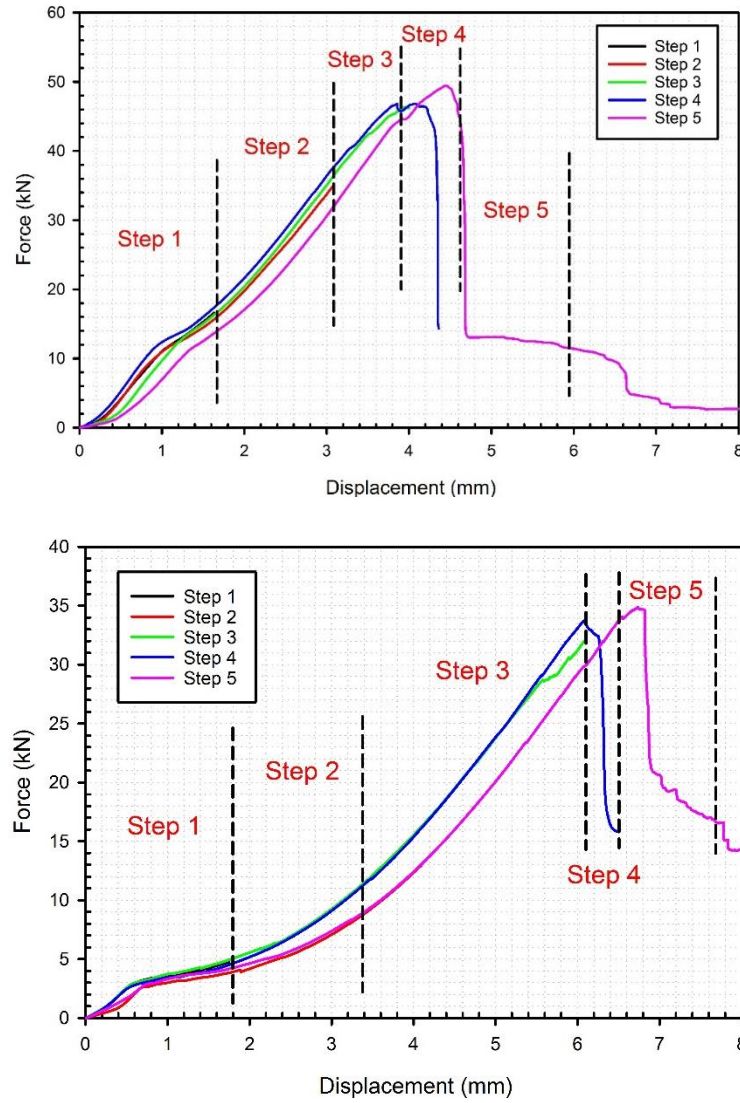 60
50
40
30
20
10
0
Force (kN)
Step 1
Step 2
Step 3
Step 4
Step 5
Step 1
Step 2
Step 3
Step 4
Step 5
0 1 2 3 4 5 6 7 8
Displacement (mm)
40
35
30
25
20
15
10
5
0
Force (kN)
Step 1
Step 2
Step 3
Step 4
Step 5
Step 1
Step 2
Step 3
Step 4
Step 5
0 1 2 3 4 5 6 7 8
Displacement (mm)